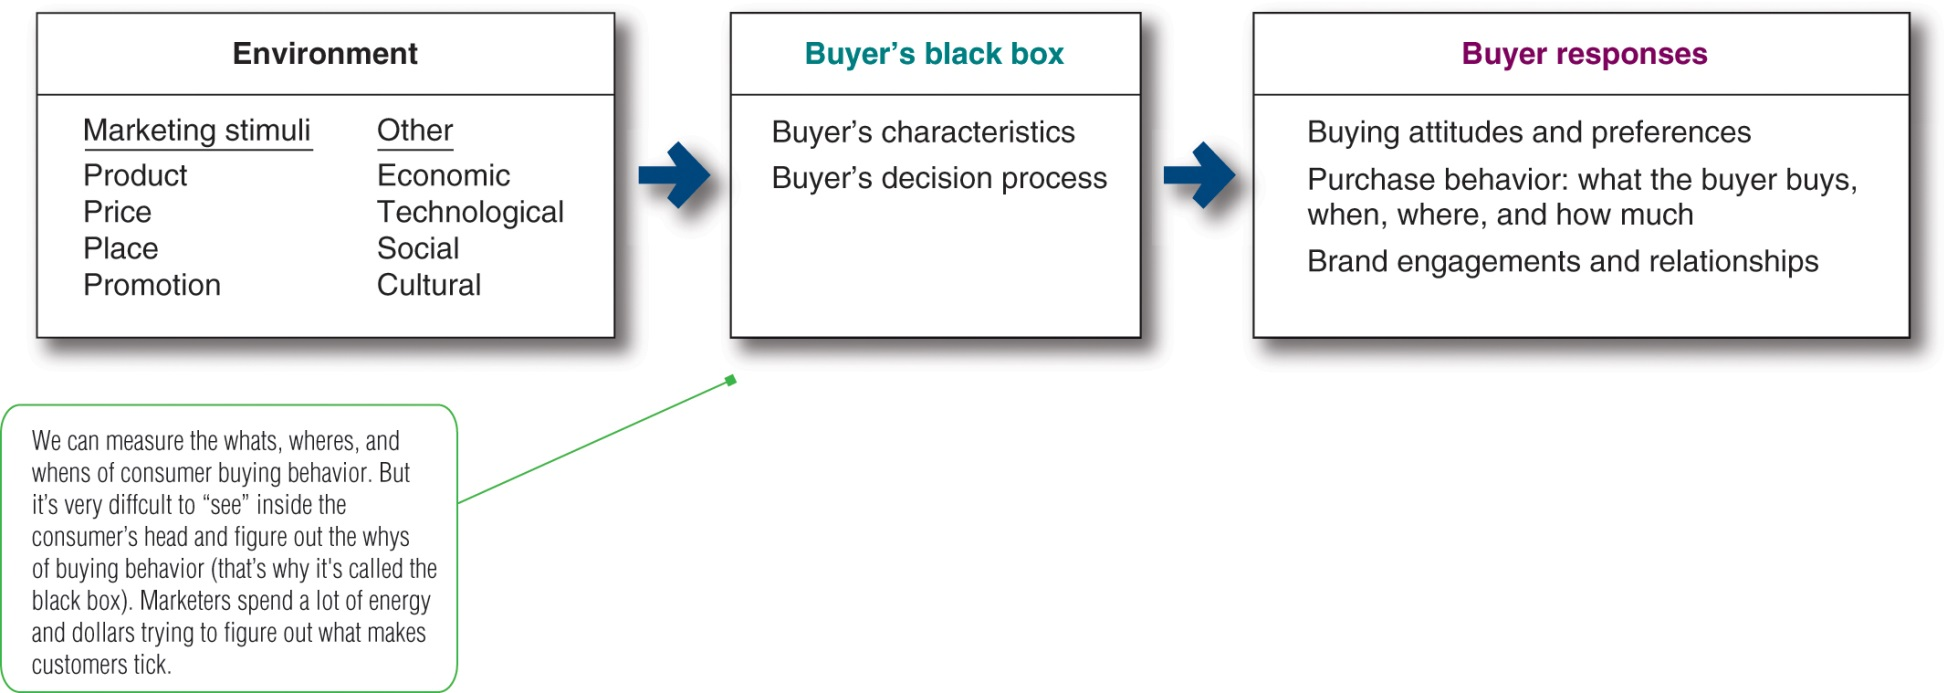 Environment
Marketing stimuli
Product
Price
Place
Promotion
Other
Economic
Technological
Social
Cultural
Buyer’s black box
Buyer’s characteristics
Buyer’s decision process
Buyer responses
Buying attitudes and preferences
Purchase behavior: what the buyer buys,
when, where, and how much
Brand engagements and relationships
We can measure the whats, wheres, and
whens of consumer buying behavior. But
it’s very diffcult to “see” inside the
consumer’s head and figure out the whys
of buying behavior (that’s why it's called the
black box). Marketers spend a lot of energy
and dollars trying to figure out what makes
customers tick.